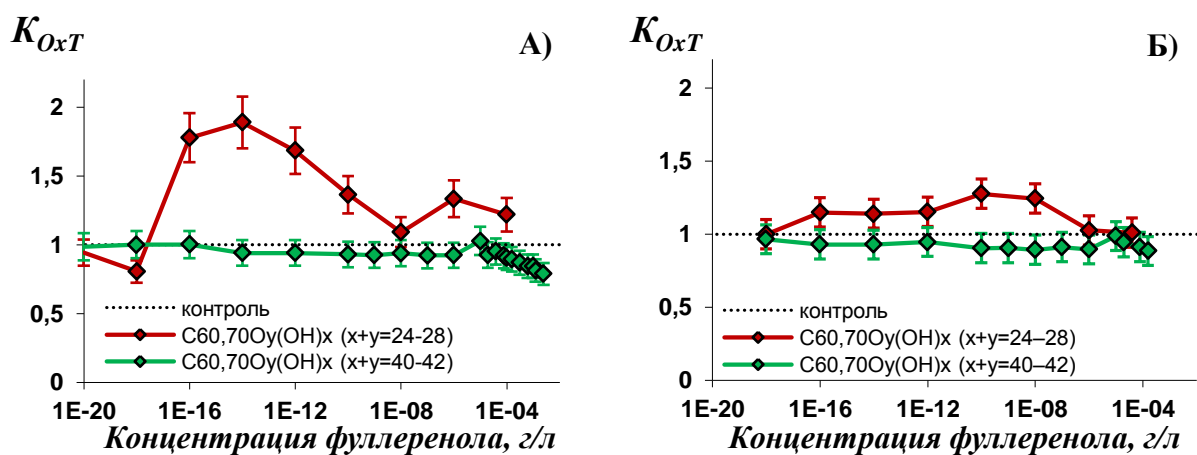 K_OxT
А)
2
1,5
1
0,5
0
контроль
C60,70Oy(OH)x (x+y=24-28)
C60,70Oy(OH)x (x+y=40-42)
1E-20 1E-16 1E-12 1E-08 1E-04
Концентрация фуллеренола, г/л
K_OxT
Б)
2
1,5
1
0,5
0
контроль
C60,70Oy(OH)x (x+y=24–28)
C60,70Oy(OH)x (x+y=40–42)
1E-20 1E-16 1E-12 1E-08 1E-04
Концентрация фуллеренола, г/л